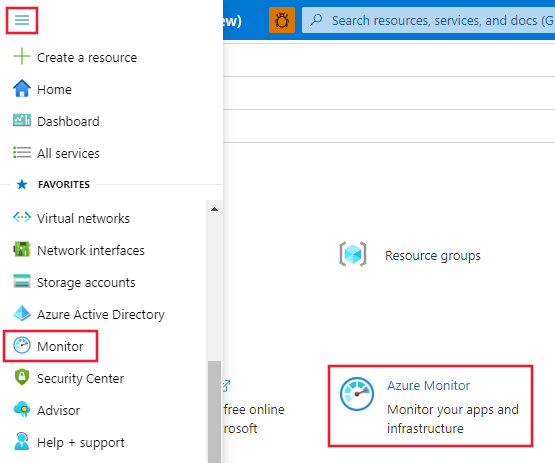 ew)
Search resources, services, and docs (G
Create a resource
Home
Dashboard
All services
FAVORITES
Virtual networks
Network interfaces
Storage accounts
Azure Active Directory
Monitor
Security Center
Advisor
Help + support
Resource groups
free online
rosoft
Azure Monitor
Monitor your apps and
infrastructure